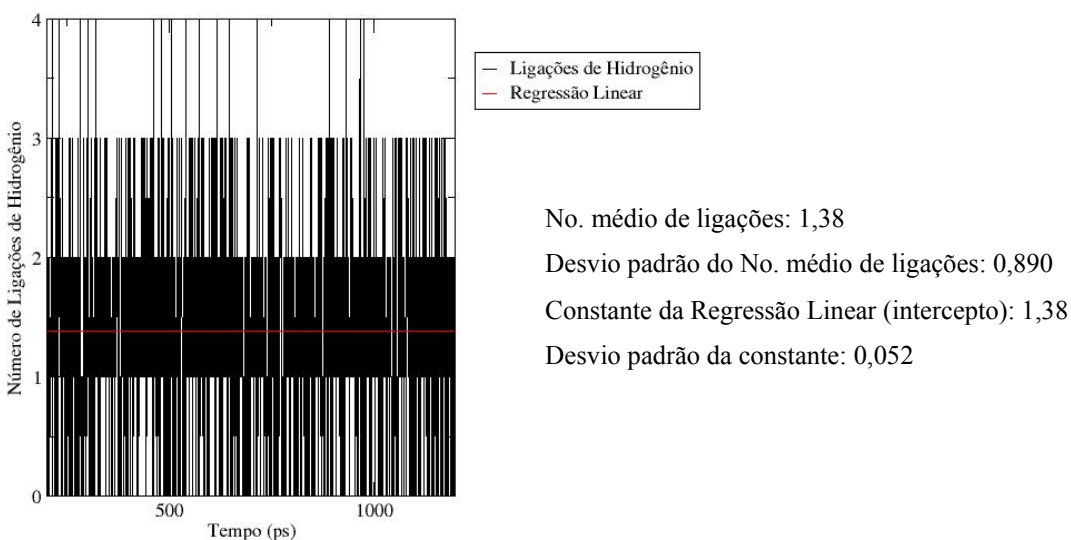 4
3
2
1
0
Número de Ligações de Hidrogênio
500
1000
Tempo (ps)
Ligações de Hidrogênio
Regressão Linear
No. médio de ligações: 1,38
Desvio padrão do No. médio de ligações: 0,890
Constante da Regressão Linear (intercepto): 1,38
Desvio padrão da constante: 0,052